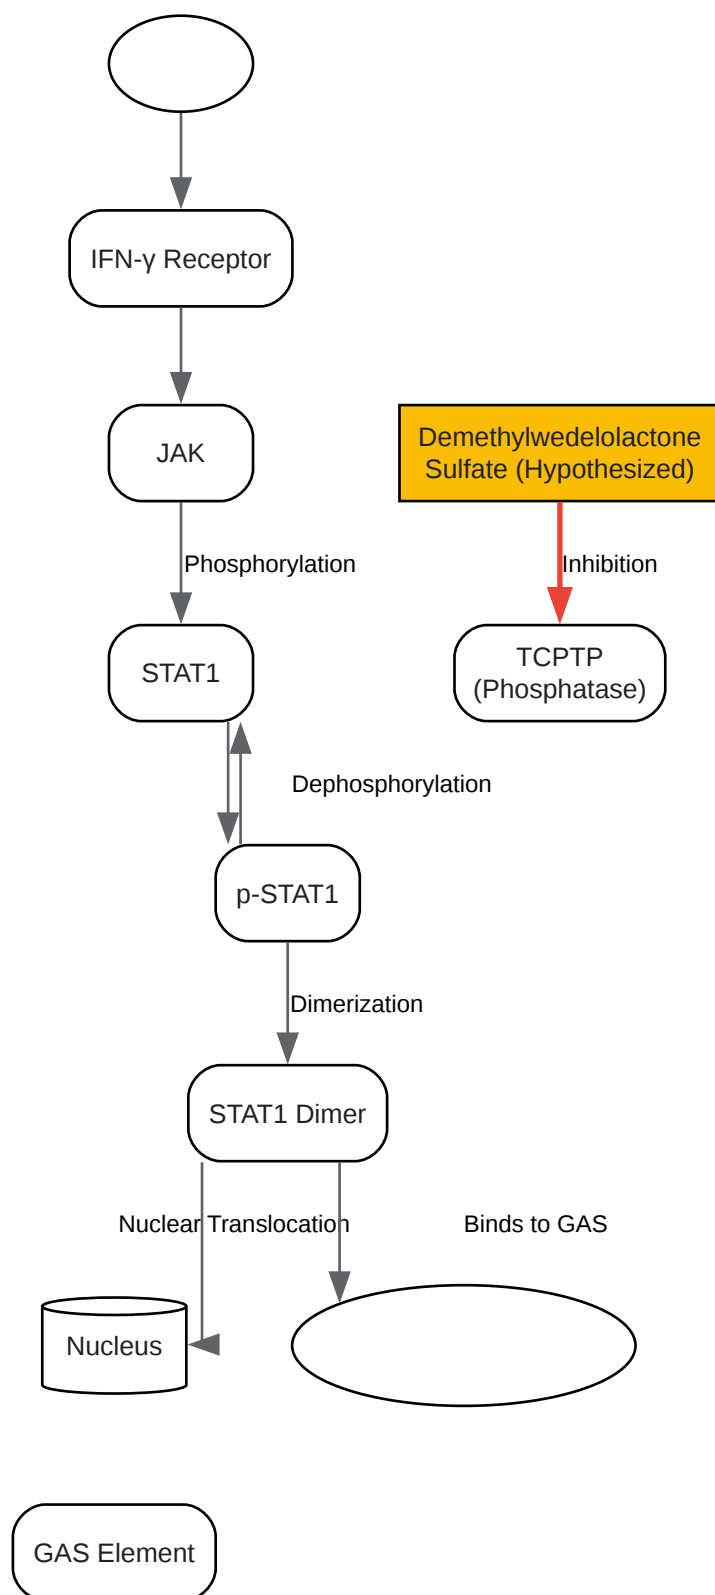 IFN-γ Receptor
JAK
Demethylwedelolactone
Sulfate (Hypothesized)
Phosphorylation
Inhibition
STAT1
TCPTP
(Phosphatase)
Dephosphorylation
p-STAT1
Dimerization
STAT1 Dimer
Nuclear Translocation
Binds to GAS
Nucleus
GAS Element